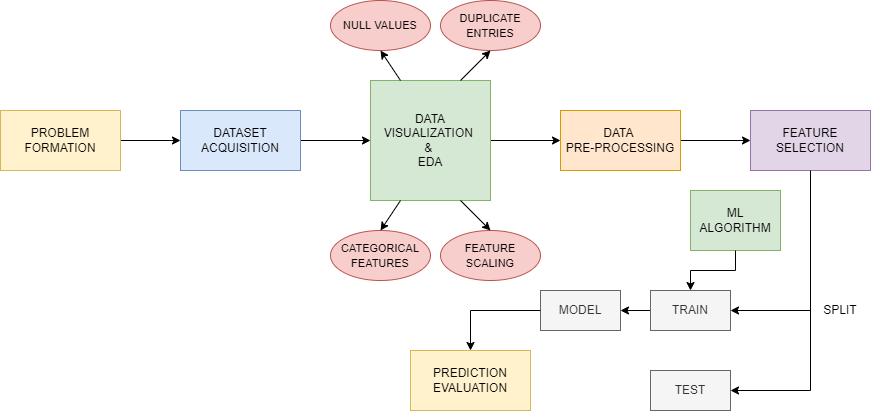 NULL VALUES
DUPLICATE
ENTRIES
PROBLEM
FORMATION
DATASET
ACQUISITION
DATA
VISUALIZATION
&
EDA
DATA
PRE-PROCESSING
FEATURE
SELECTION
CATEGORICAL
FEATURES
FEATURE
SCALING
ML
ALGORITHM
MODEL
TRAIN
SPLIT
PREDICTION
EVALUATION
TEST